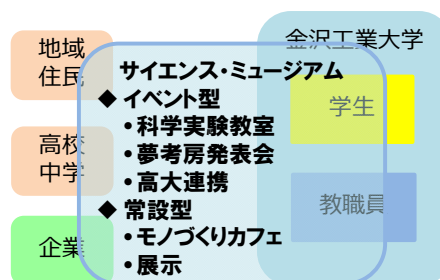 地域
住民
高校
中学
企業
サイエンス・ミュージアム
◆ イベント型
・科学実験教室
・夢考房発表会
・高大連携
◆ 常設型
・モノづくりカフェ
・展示
金沢工業大学
学生
教職員